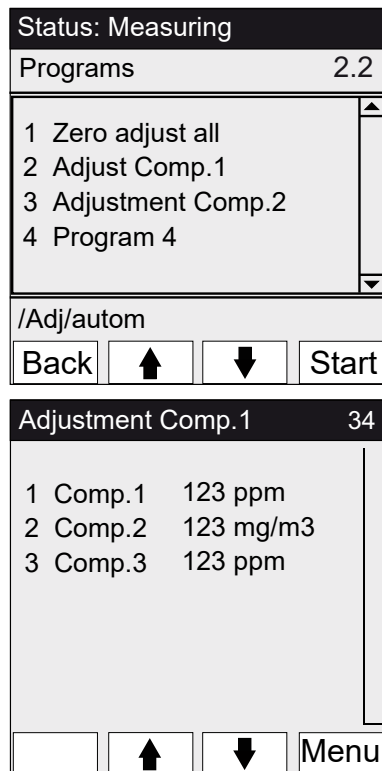 Status: Measuring
Programs 2.2
1 Zero adjust all
2 Adjust Comp.1
3 Adjustment Comp.2
4 Program 4
/Adj/autom
Back Start
Adjustment Comp.1 34
1 Comp.1 123 ppm
2 Comp.2 123 mg/m3
3 Comp.3 123 ppm
Menu